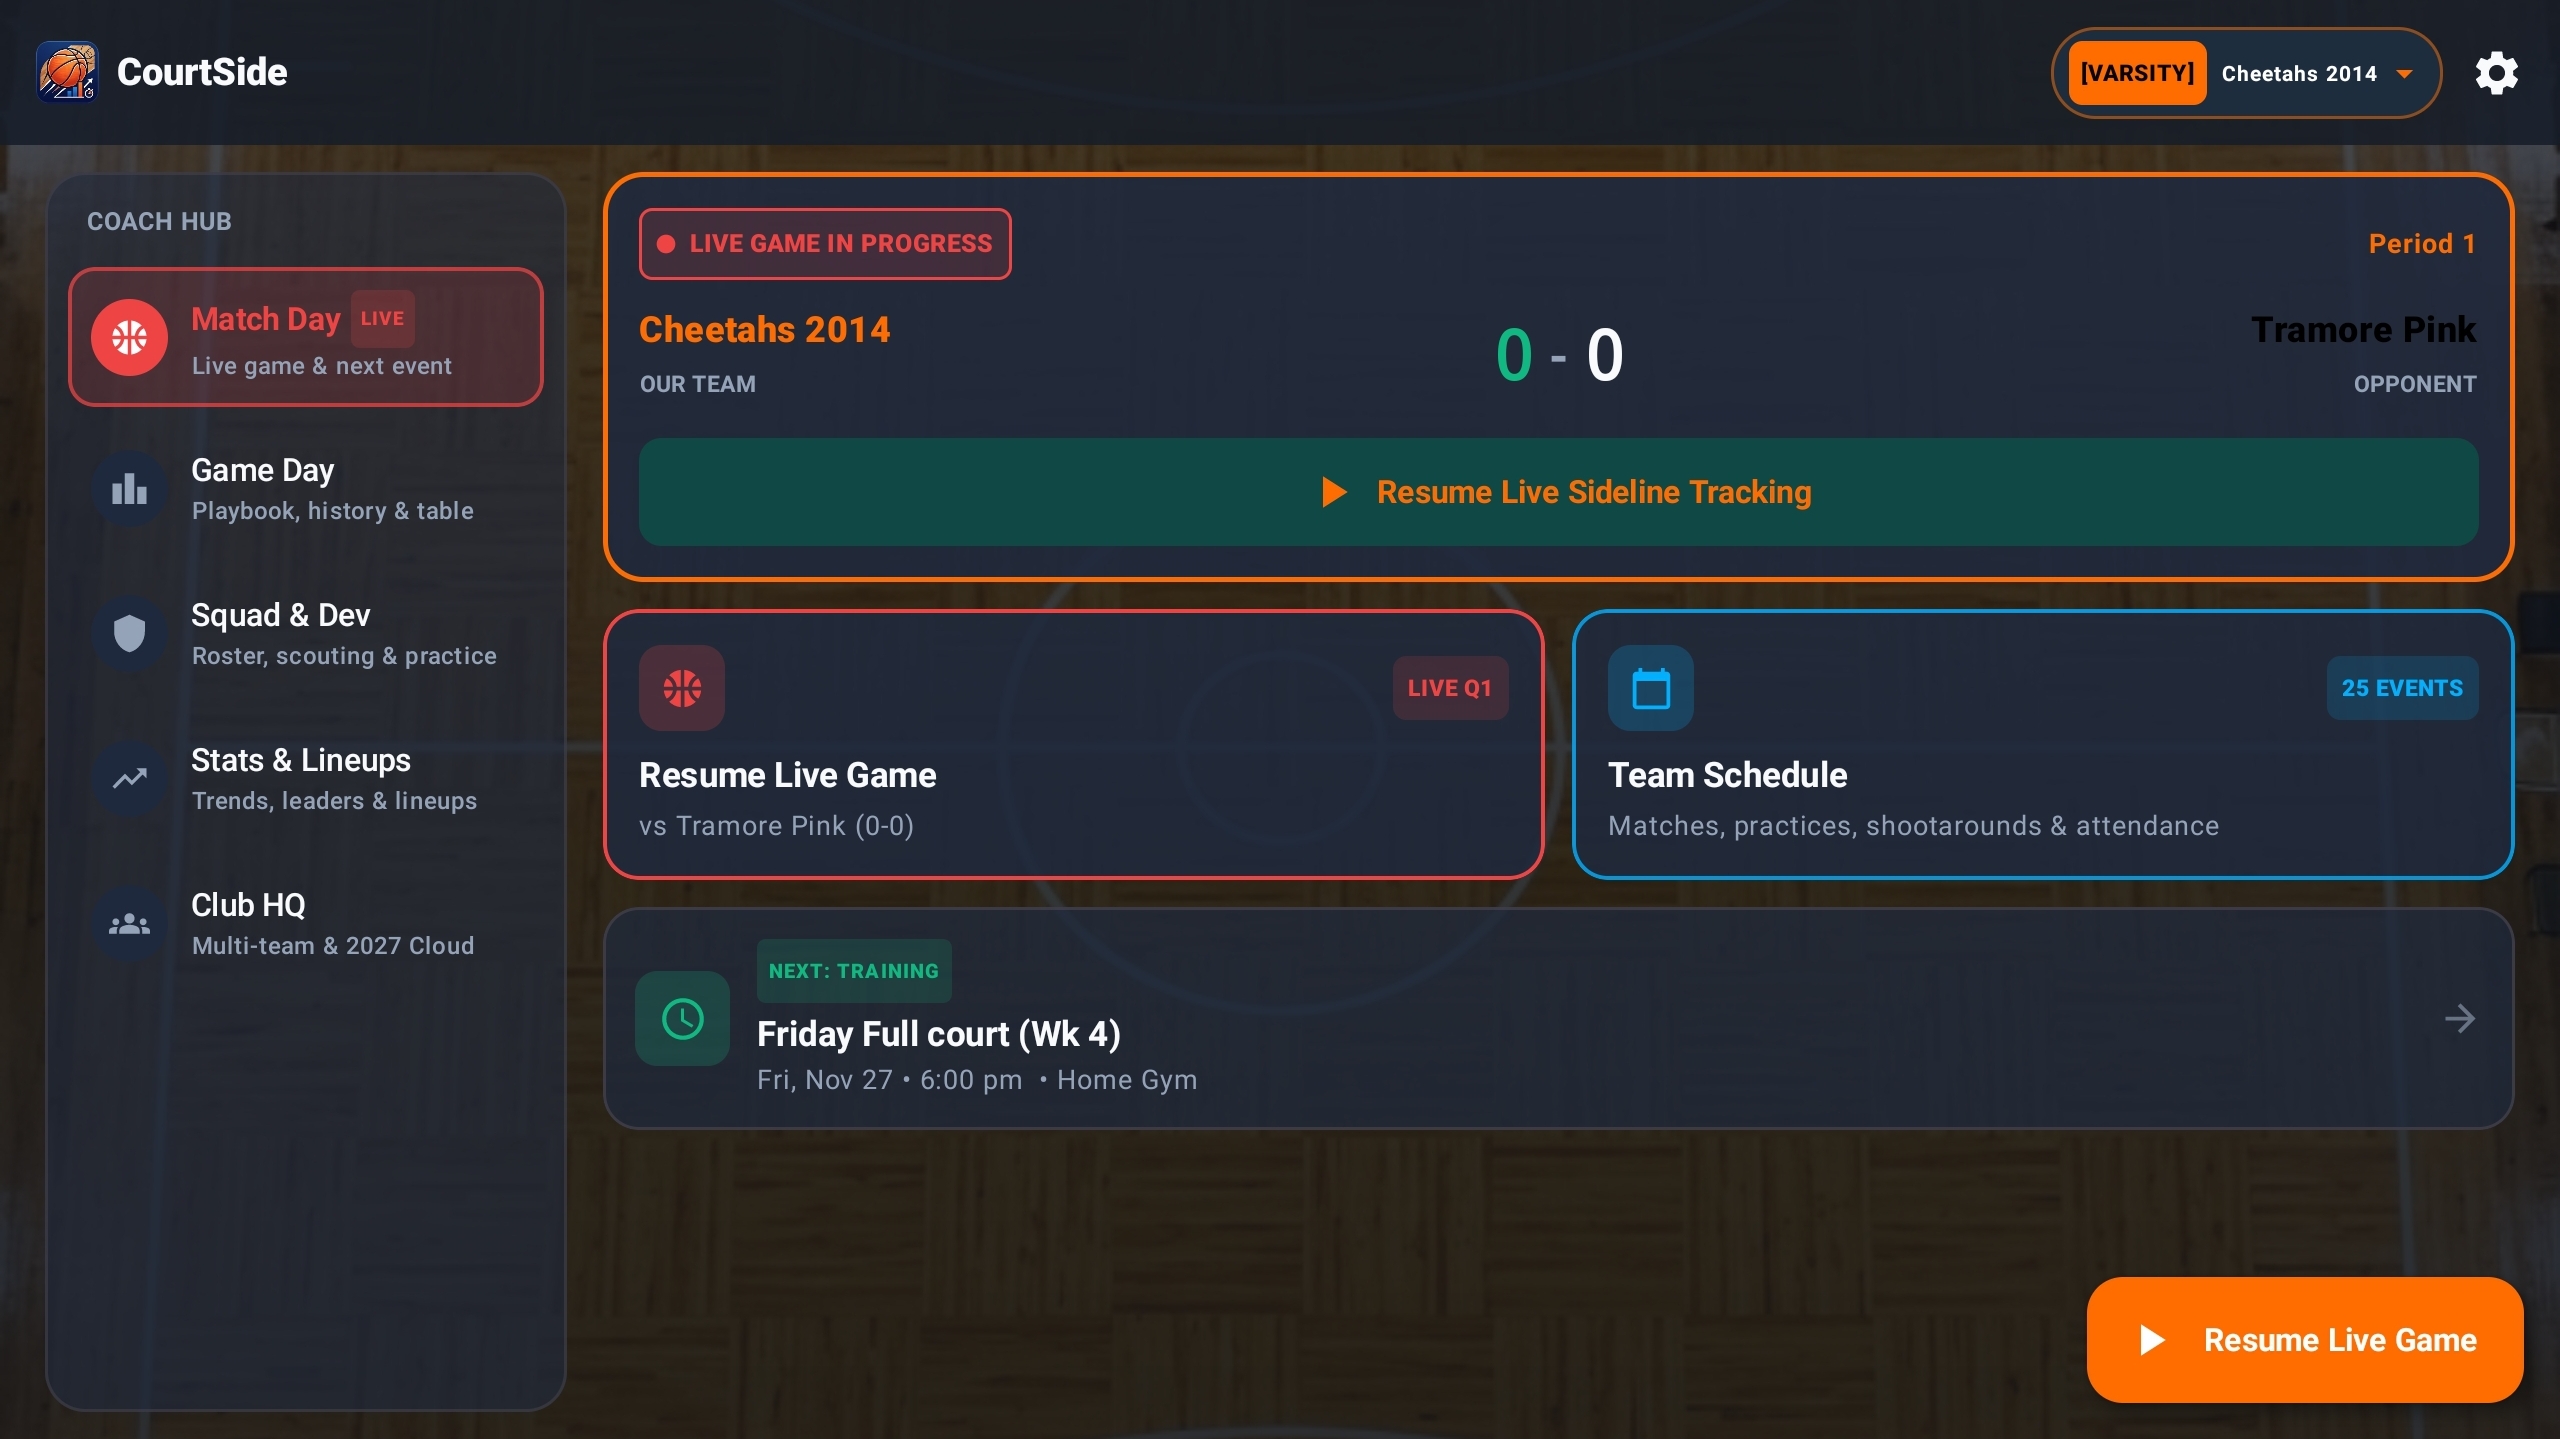 CourtSide
[VARSITY] Cheetahs 2014
COACH HUB
Match Day LIVE
Live game & next event
Game Day
Playbook, history & table
Squad & Dev
Roster, scouting & practice
Stats & Lineups
Trends, leaders & lineups
Club HQ
Multi-team & 2027 Cloud
LIVE GAME IN PROGRESS
Period 1
Cheetahs 2014
OUR TEAM
0 - 0
Tramore Pink
OPPONENT
Resume Live Sideline Tracking
LIVE Q1
Resume Live Game
vs Tramore Pink (0-0)
25 EVENTS
Team Schedule
Matches, practices, shootarounds & attendance
NEXT: TRAINING
Friday Full court (Wk 4)
Fri, Nov 27 • 6:00 pm • Home Gym
Resume Live Game